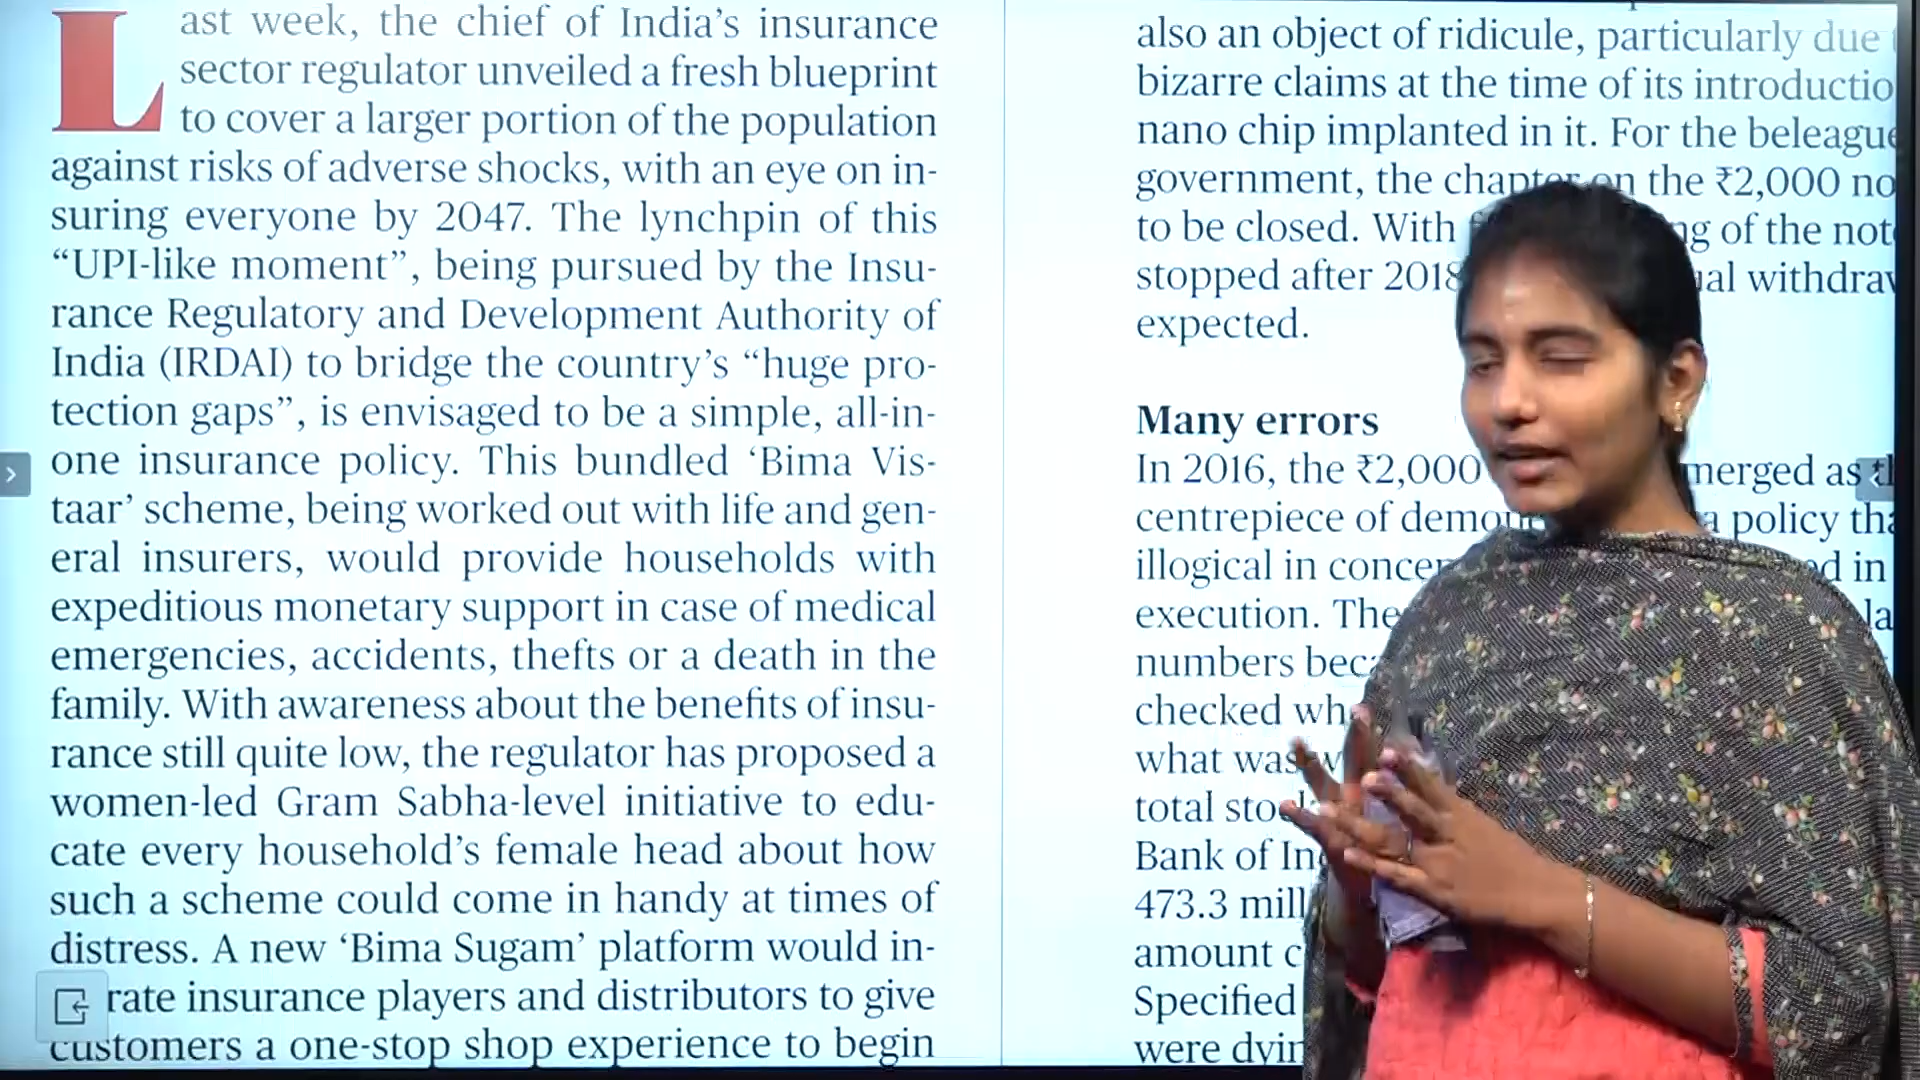 Last week, the chief of India’s insurance
sector regulator unveiled a fresh blueprint
to cover a larger portion of the population
against risks of adverse shocks, with an eye on in-
suring everyone by 2047. The lynchpin of this
“UPI-like moment”, being pursued by the Insu-
rance Regulatory and Development Authority of
India (IRDAI) to bridge the country’s “huge pro-
tection gaps”, is envisaged to be a simple, all-in-
one insurance policy. This bundled ‘Bima Vis-
taar’ scheme, being worked out with life and gen-
eral insurers, would provide households with
expeditious monetary support in case of medical
emergencies, accidents, thefts or a death in the
family. With awareness about the benefits of insu-
rance still quite low, the regulator has proposed a
women-led Gram Sabha-level initiative to edu-
cate every household’s female head about how
such a scheme could come in handy at times of
distress. A new ‘Bima Sugam’ platform would in-
rate insurance players and distributors to give
customers a one-stop shop experience to begin
also an object of ridicule, particularly due
bizarre claims at the time of its introductio
nano chip implanted in it. For the beleague
government, the chapter on the ₹2,000 no
to be closed. With of the not
stopped after 2018 withdraw
expected.
Many errors
In 2016, the ₹2,000 merged as
centrepiece of a policy tha
illogical in in
execution. The
numbers
checked
what was
total
Bank of
473.3 mill
amount
Specified
were